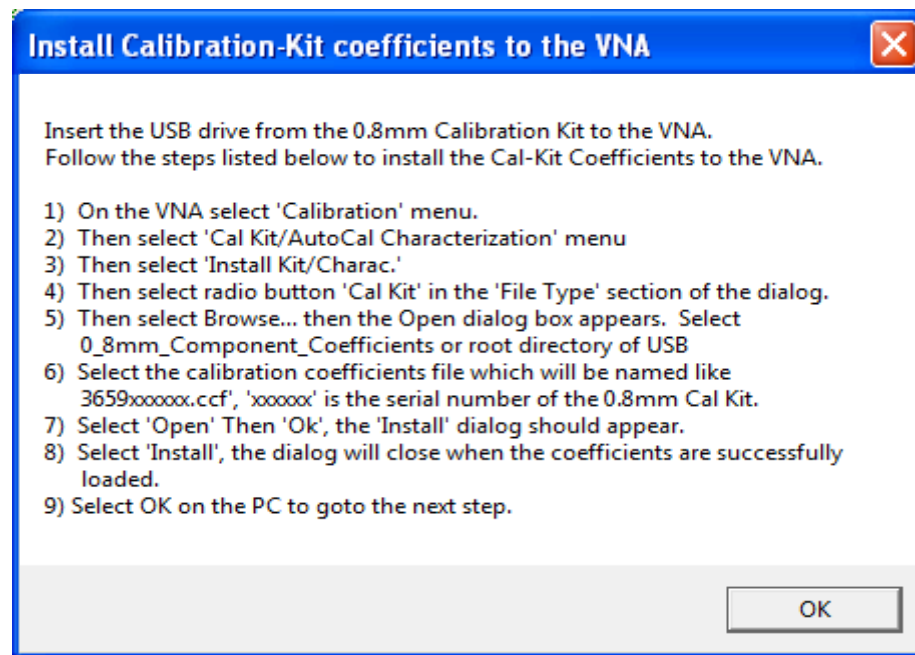 Install Calibration-Kit coefficients to the VNA
Insert the USB drive from the 0.8mm Calibration Kit to the VNA.
Follow the steps listed below to install the Cal-Kit Coefficients to the VNA.
1) On the VNA select 'Calibration' menu.
2) Then select 'Cal Kit/AutoCal Characterization' menu
3) Then select 'Install Kit/Charac.'
4) Then select radio button 'Cal Kit' in the 'File Type' section of the dialog.
5) Then select Browse... then the Open dialog box appears. Select
0_8mm_Component_Coefficients or root directory of USB
6) Select the calibration coefficients file which will be named like
3659xxxxxx.ccf', 'xxxxxx' is the serial number of the 0.8mm Cal Kit.
7) Select 'Open' Then 'Ok', the 'Install' dialog should appear.
8) Select 'Install', the dialog will close when the coefficients are successfully
loaded.
9) Select OK on the PC to goto the next step.
OK